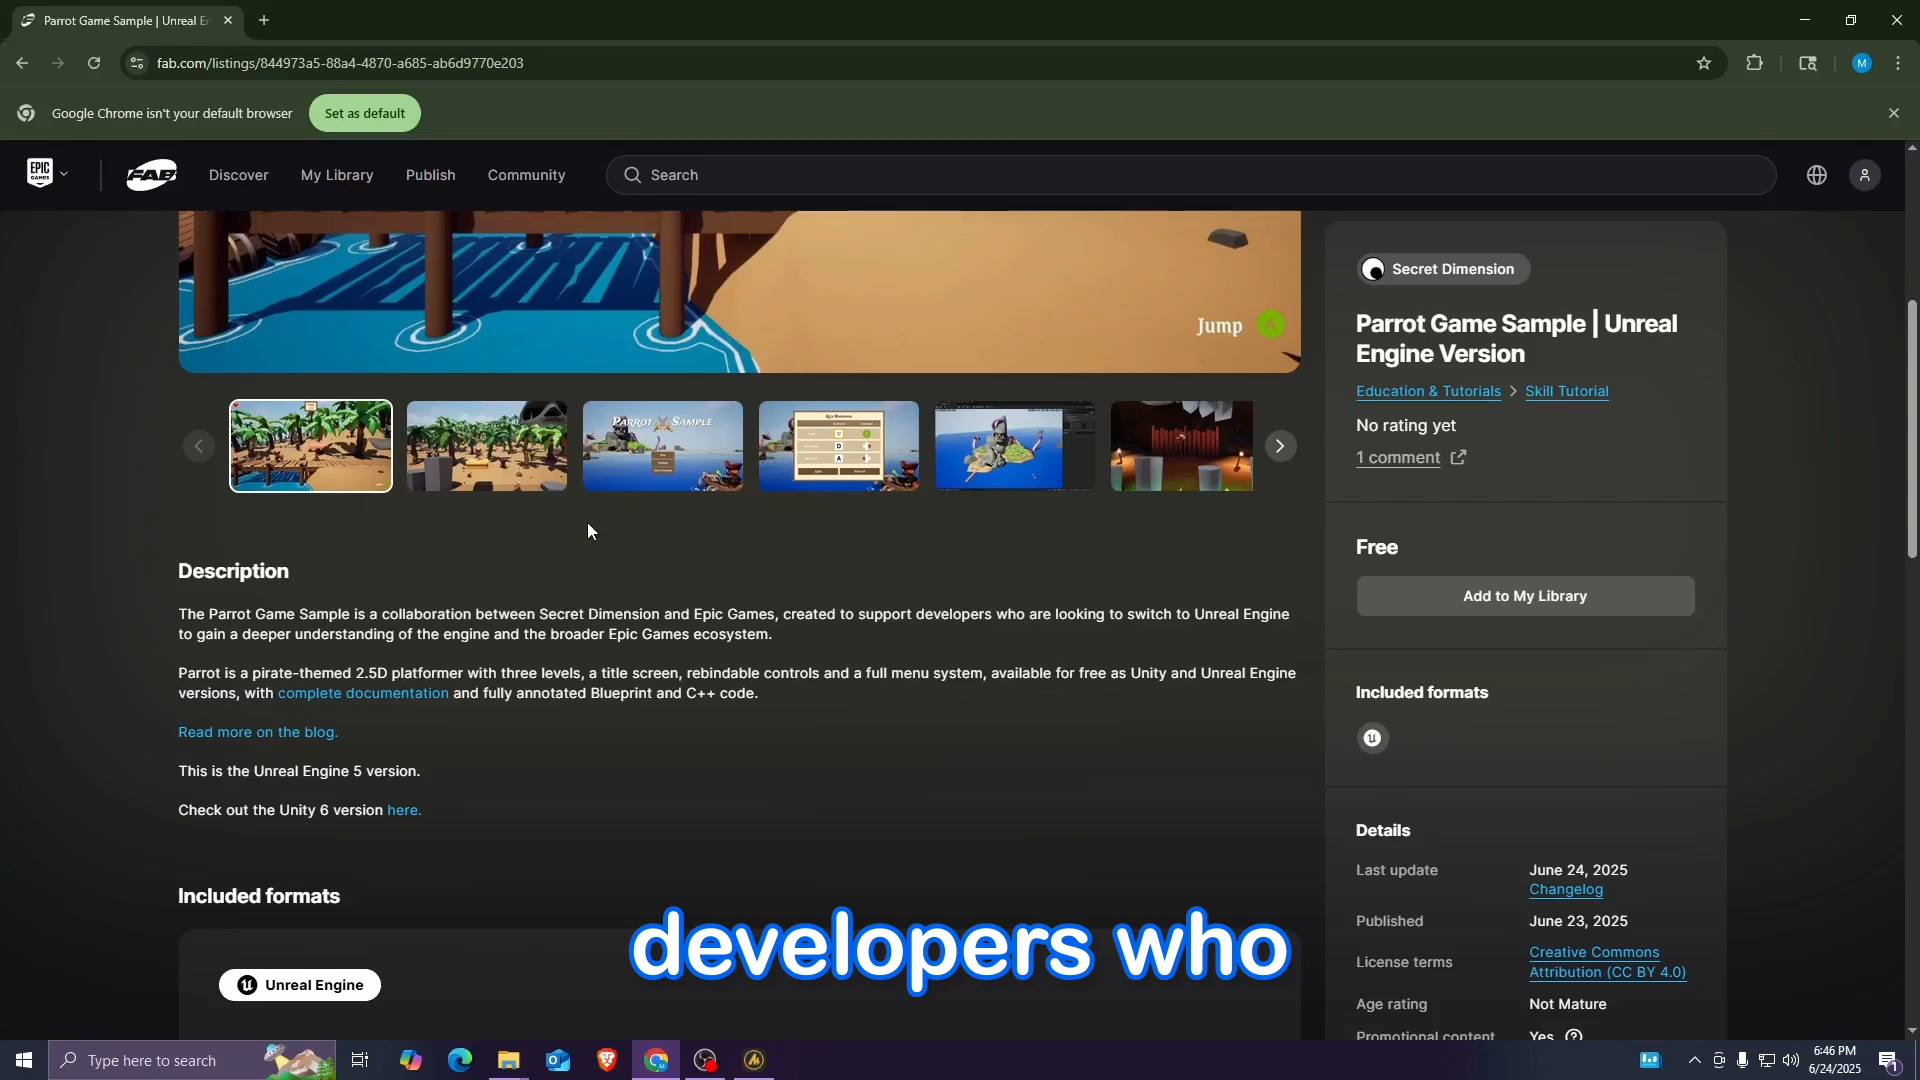 Parrot Game Sample | Unreal Er
fab.com/listings/844973a5-88a4-4870-a685-ab6d9770e203
M
Google Chrome isn't your default browser
Set as default
EPIC
GAMES
FAB
Discover
My Library
Publish
Community
Search
Jump
PARROT SAMPLE
Secret Dimension
Parrot Game Sample | Unreal
Engine Version
Education & Tutorials > Skill Tutorial
No rating yet
1 comment
Free
Add to My Library
Included formats
Details
Last update
June 24, 2025
Changelog
Published
June 23, 2025
License terms
Creative Commons
Attribution (CC BY 4.0)
Age rating
Not Mature
Promotional content
Yes
Description
The Parrot Game Sample is a collaboration between Secret Dimension and Epic Games, created to support developers who are looking to switch to Unreal Engine
to gain a deeper understanding of the engine and the broader Epic Games ecosystem.
Parrot is a pirate-themed 2.5D platformer with three levels, a title screen, rebindable controls and a full menu system, available for free as Unity and Unreal Engine
versions, with complete documentation and fully annotated Blueprint and C++ code.
Read more on the blog.
This is the Unreal Engine 5 version.
Check out the Unity 6 version here.
Included formats
Unreal Engine
developers who
Type here to search
6:46 PM
6/24/2025
1